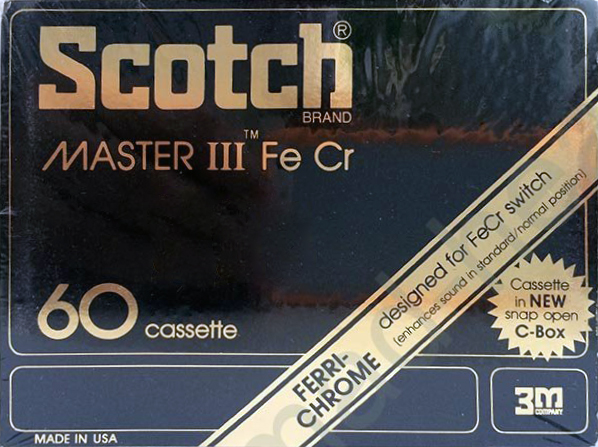 Scotch®
BRAND
MASTER III™ Fe Cr
60 cassette
FERRI-
CHROME
designed for FeCr switch
(enhances sound in standard/normal position)
Cassette
in NEW
snap open
C-Box
3M
COMPANY
MADE IN USA